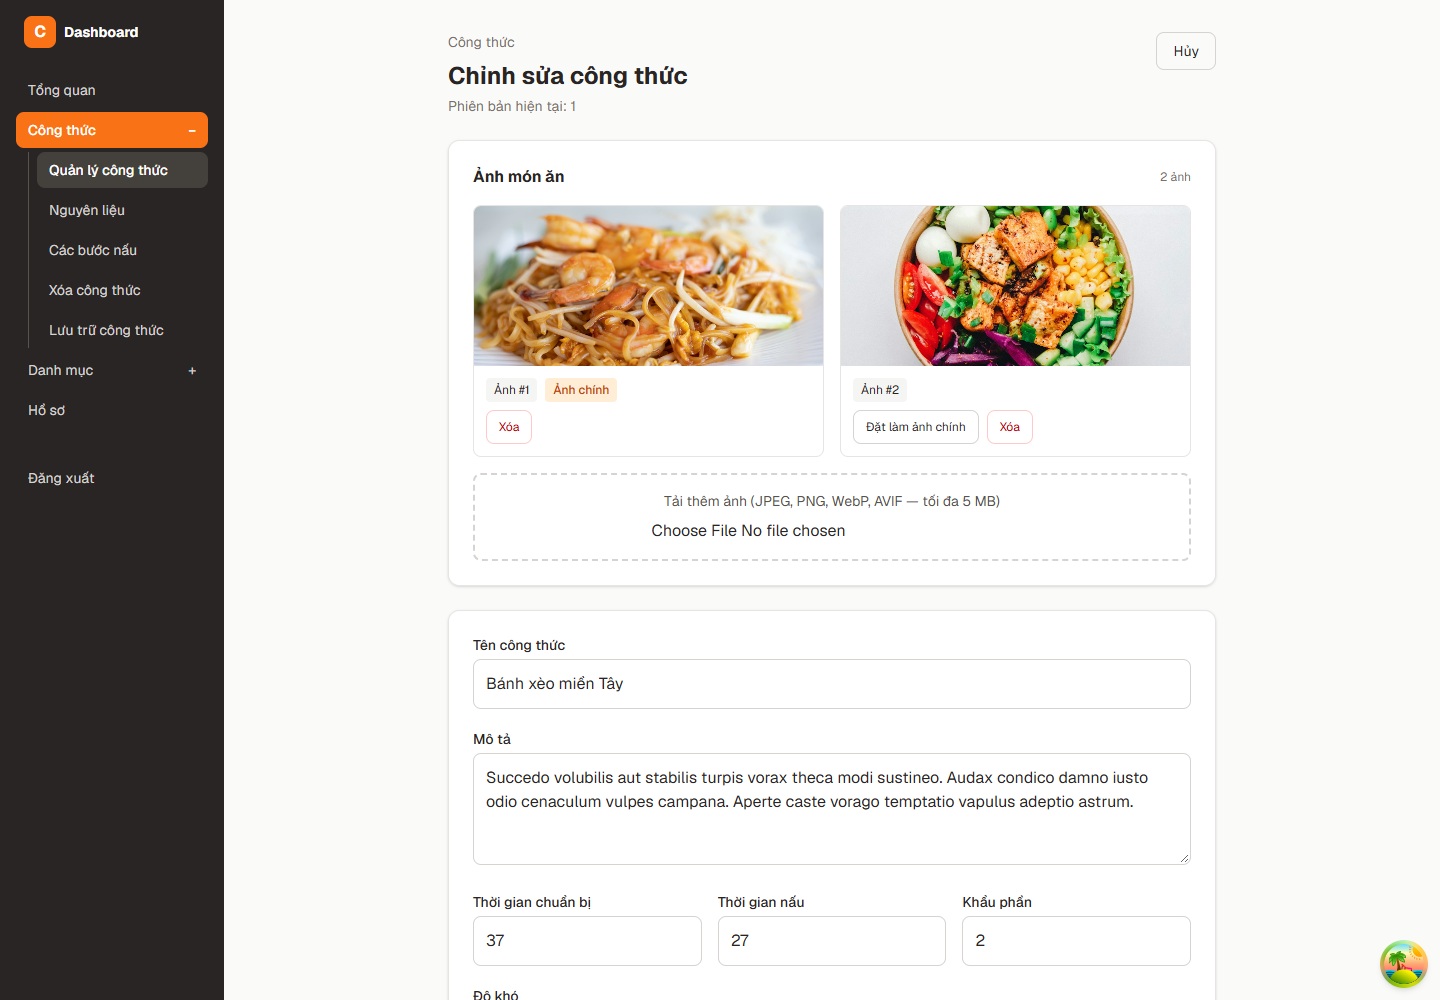 C Dashboard
Tổng quan
Công thức −
Quản lý công thức
Nguyên liệu
Các bước nấu
Xóa công thức
Lưu trữ công thức
Danh mục +
Hồ sơ
Đăng xuất
Công thức
Chỉnh sửa công thức
Phiên bản hiện tại: 1
Hủy
Ảnh món ăn
2 ảnh
Ảnh #1 Ảnh chính
Xóa
Ảnh #2
Đặt làm ảnh chính Xóa
Tải thêm ảnh (JPEG, PNG, WebP, AVIF — tối đa 5 MB)
Choose File No file chosen
Tên công thức
Bánh xèo miền Tây
Mô tả
Succedo volubilis aut stabilis turpis vorax theca modi sustineo. Audax condico damno iusto
odio cenaculum vulpes campana. Aperte caste vorago temptatio vapulus adeptio astrum.
Thời gian chuẩn bị Thời gian nấu Khẩu phần
37 27 2
Độ khó